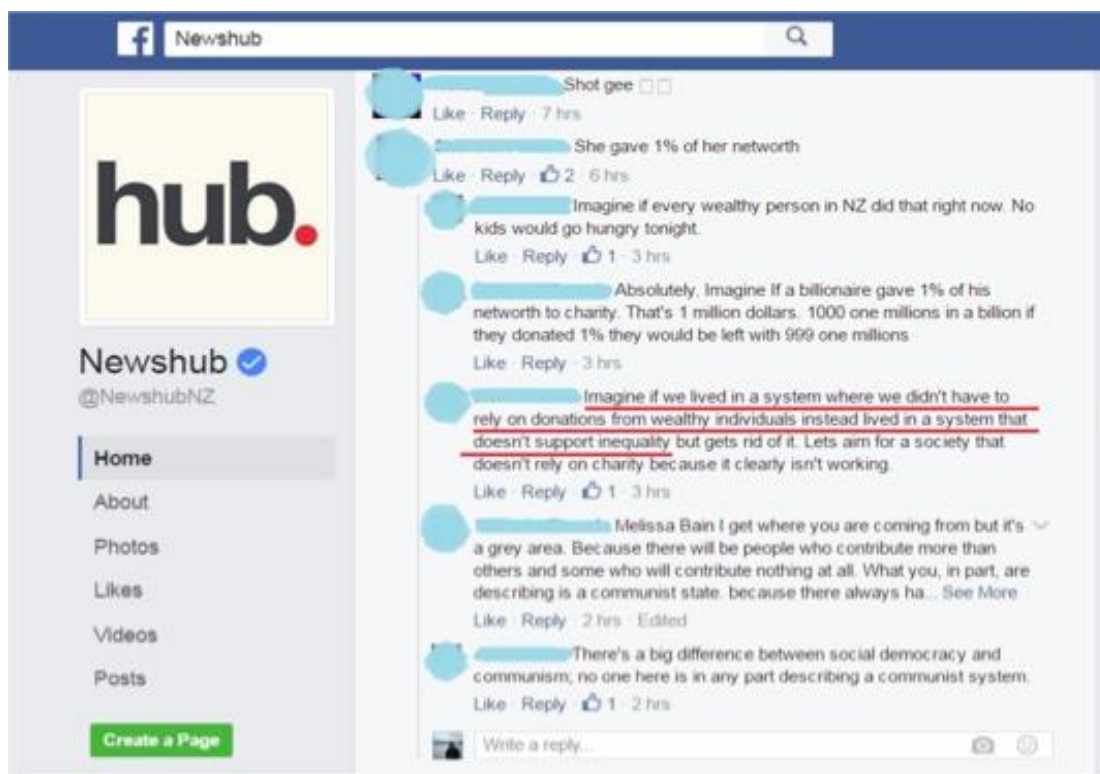 f Newshub
Shot gee
Like · Reply · 7 hrs
She gave 1% of her networth
Like · Reply · 2 · 6 hrs
hub.
Imagine if every wealthy person in NZ did that right now. No
kids would go hungry tonight.
Like · Reply · 1 · 3 hrs
Absolutely. Imagine If a billionaire gave 1% of his
networth to charity. That's 1 million dollars. 1000 one millions in a billion if
they donated 1% they would be left with 999 one millions
Like · Reply · 3 hrs
Newshub
@NewshubNZ
Imagine if we lived in a system where we didn't have to
rely on donations from wealthy individuals instead lived in a system that
doesn't support inequality but gets rid of it. Lets aim for a society that
doesn't rely on charity because it clearly isn't working.
Like · Reply · 1 · 3 hrs
Home
About
Photos
Likes
Videos
Posts
Create a Page
Melissa Bain I get where you are coming from but it's
a grey area. Because there will be people who contribute more than
others and some who will contribute nothing at all. What you, in part, are
describing is a communist state. because there always ha... See More
Like · Reply · 2 hrs · Edited
There's a big difference between social democracy and
communism; no one here is in any part describing a communist system.
Like · Reply · 1 · 2 hrs
Write a reply...